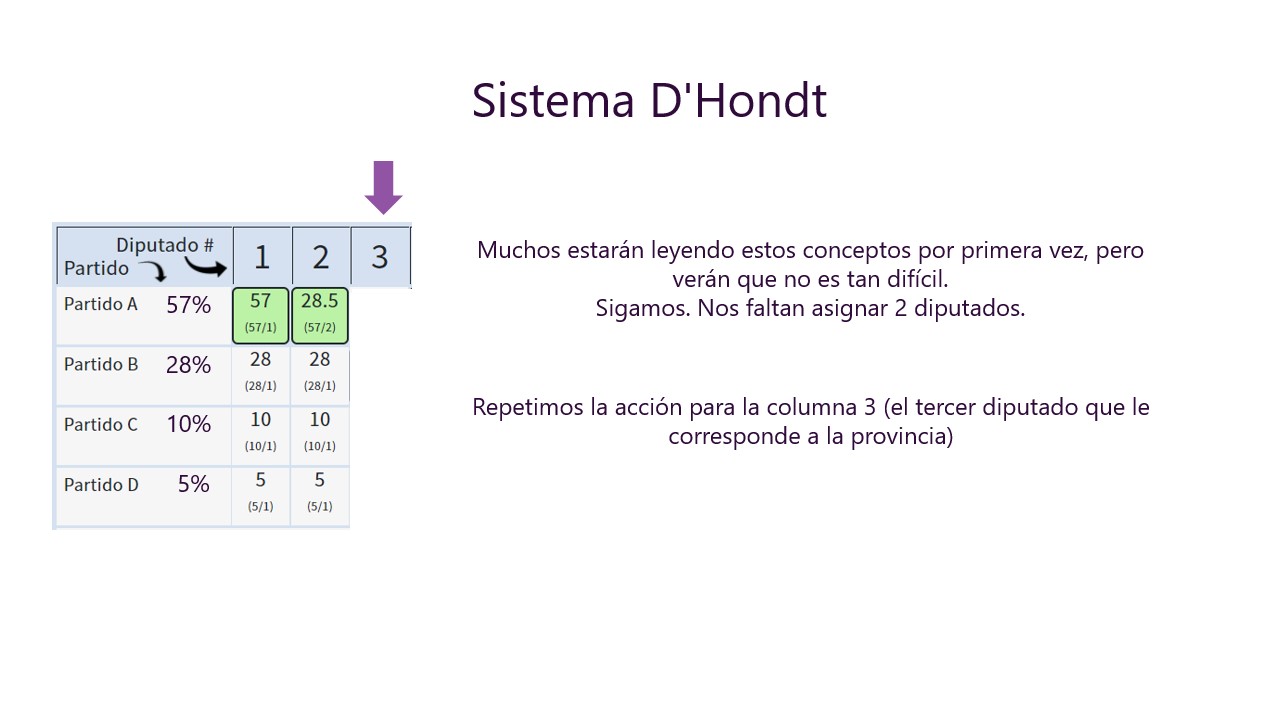 Sistema D'Hondt
Diputado #
Partido
1 2 3
Partido A 57% 57 28.5
(57/1) (57/2)
Partido B 28% 28 28
(28/1) (28/1)
Partido C 10% 10 10
(10/1) (10/1)
Partido D 5% 5 5
(5/1) (5/1)
Muchos estarán leyendo estos conceptos por primera vez, pero
verán que no es tan difícil.
Sigamos. Nos faltan asignar 2 diputados.
Repetimos la acción para la columna 3 (el tercer diputado que le
corresponde a la provincia)